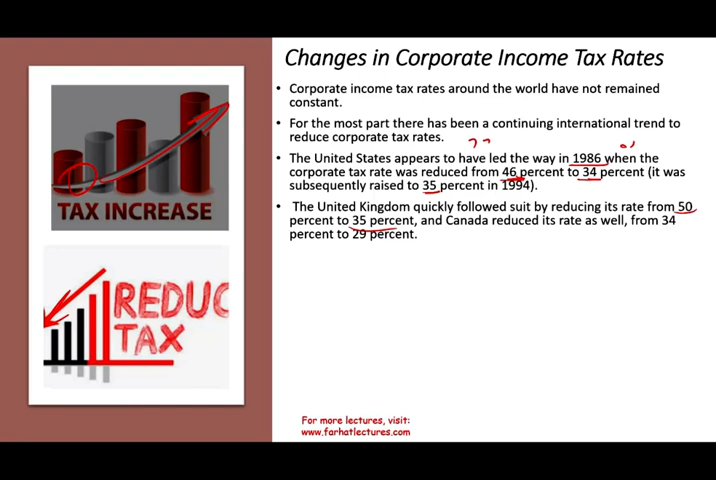 Changes in Corporate Income Tax Rates
• Corporate income tax rates around the world have not remained
constant.
• For the most part there has been a continuing international trend to
reduce corporate tax rates.
• The United States appears to have led the way in 1986 when the
corporate tax rate was reduced from 46 percent to 34 percent (it was
subsequently raised to 35 percent in 1994).
• The United Kingdom quickly followed suit by reducing its rate from 50
percent to 35 percent, and Canada reduced its rate as well, from 34
percent to 29 percent.
TAX INCREASE
REDUC
TAX
For more lectures, visit:
www.farhatlectures.com